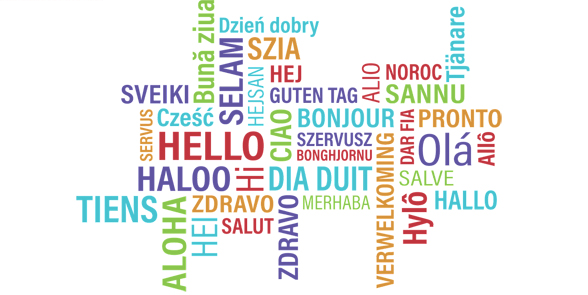 Dzień dobry
Bună ziua
SELAM
SZIA
Tjänare
HEJSAN
HEJ
ALIO
NOROC
SVEIKI
GUTEN TAG
SANNU
SERVUS
Cześć
CIAO
BONJOUR
DAR FIA
PRONTO
HELLO
SZERVUSZ
Olá
Allô
BONGHJORNU
HALOO
Hi
DIA DUIT
VERWELKOMING
SALVE
TIENS
ALOHA
ZDRAVO
HEI
SALUT
ZDRAVO
MERHABA
Hylô
HALLO